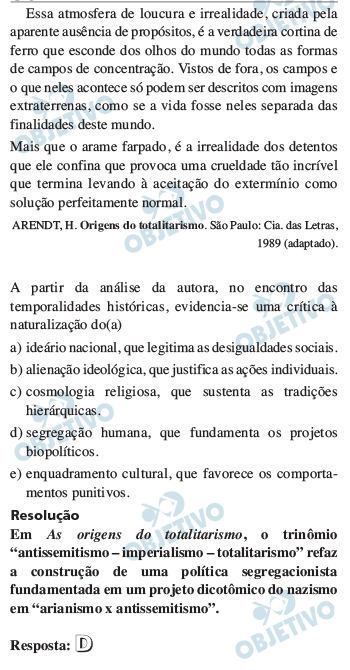 Essa atmosfera de loucura e irrealidade, criada pela
aparente ausência de propósitos, é a verdadeira cortina de
ferro que esconde dos olhos do mundo todas as formas
de campos de concentração. Vistos de fora, os campos e
o que neles acontece só podem ser descritos com imagens
extraterrenas, como se a vida fosse neles separada das
finalidades deste mundo.
Mais que o arame farpado, é a irrealidade dos detentos
que ele confina que provoca uma crueldade tão incrível
que termina levando à aceitação do extermínio como
solução perfeitamente normal.
ARENDT, H. Origens do totalitarismo. São Paulo: Cia. das Letras,
1989 (adaptado).
A partir da análise da autora, no encontro das
temporalidades históricas, evidencia-se uma crítica à
naturalização do(a)
a) ideário nacional, que legitima as desigualdades sociais.
b) alienação ideológica, que justifica as ações individuais.
c) cosmologia religiosa, que sustenta as tradições
hierárquicas.
d) segregação humana, que fundamenta os projetos
biopolíticos.
e) enquadramento cultural, que favorece os comporta-
mentos punitivos.
Resolução
Em As origens do totalitarismo, o trinômio
“antissemitismo – imperialismo – totalitarismo” refaz
a construção de uma política segregacionista
fundamentada em um projeto dicotômico do nazismo
em “arianismo x antissemitismo”.
Resposta: D
OBJETIVO
OBJETIVO
OBJETIVO
OBJETIVO
OBJETIVO
OBJETIVO